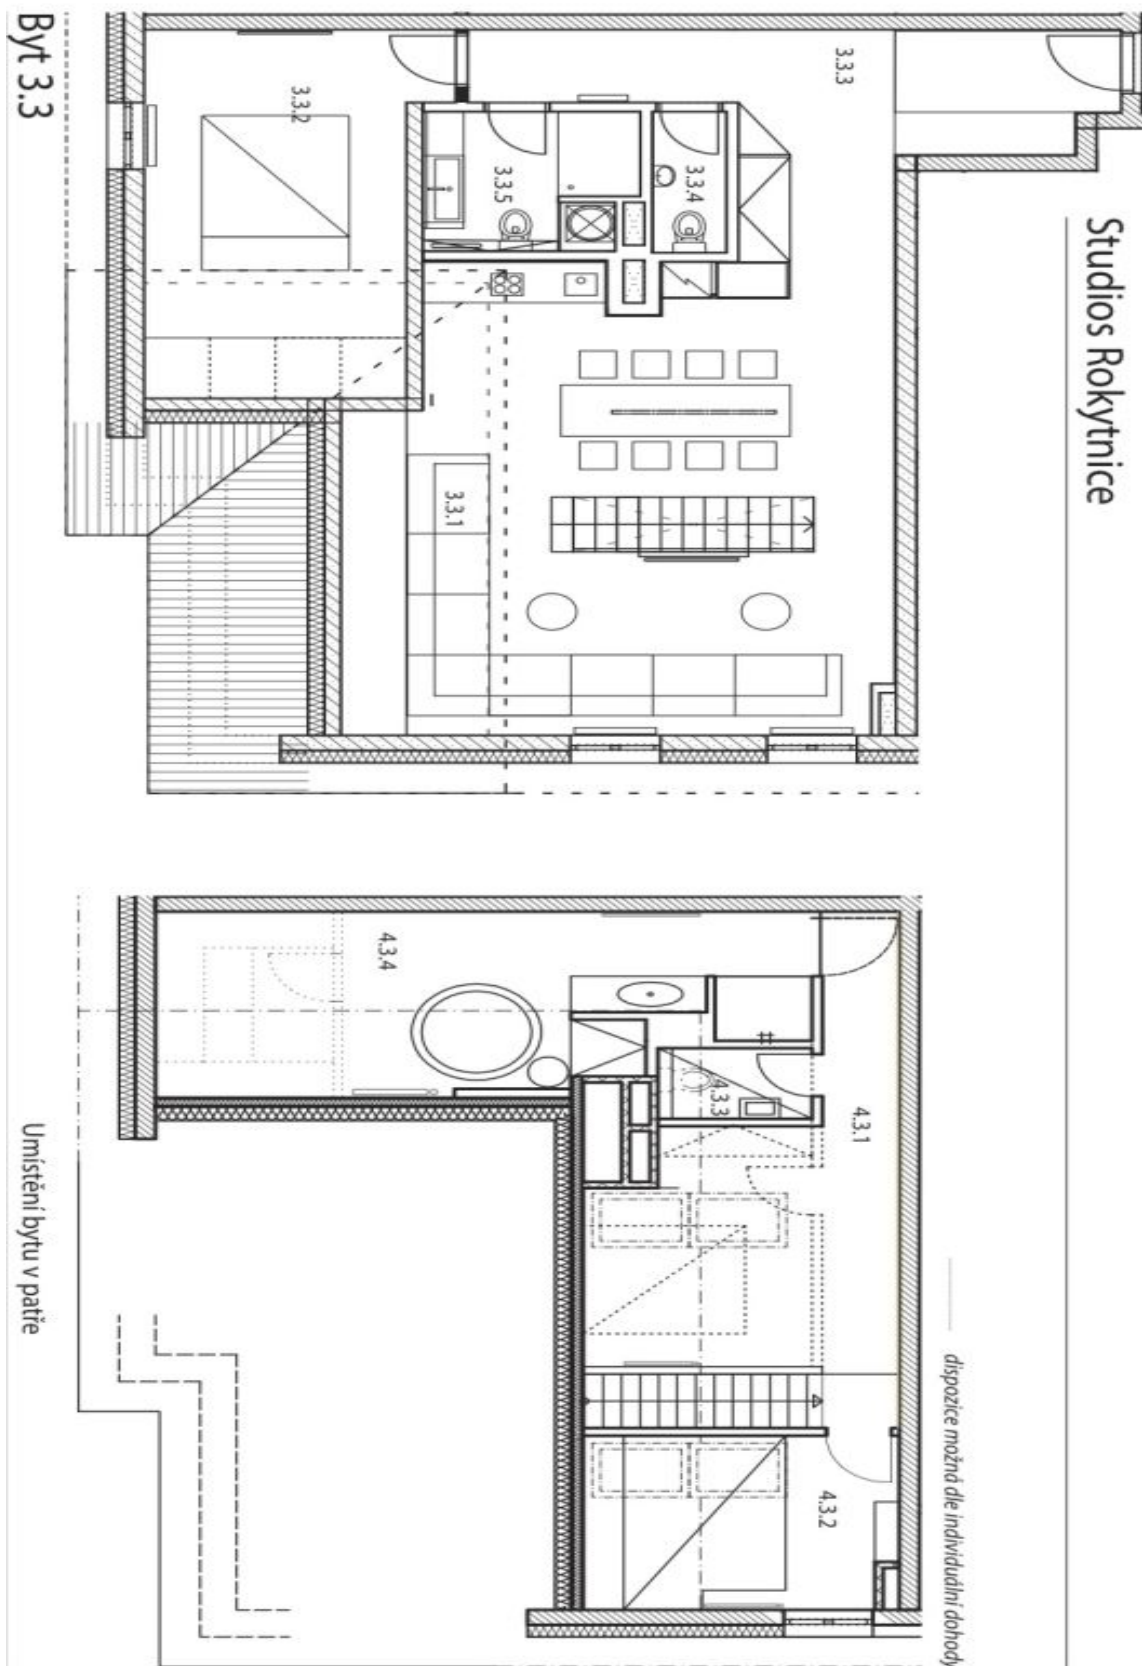 Studios Rokytnice
Byt 3.3
3.3.3
3.3.2
3.3.4
3.3.5
3.3.1
dispozice možná dle individuální dohody
4.3.4
4.3.1
4.3.3
4.3.2
Umístění bytu v patře